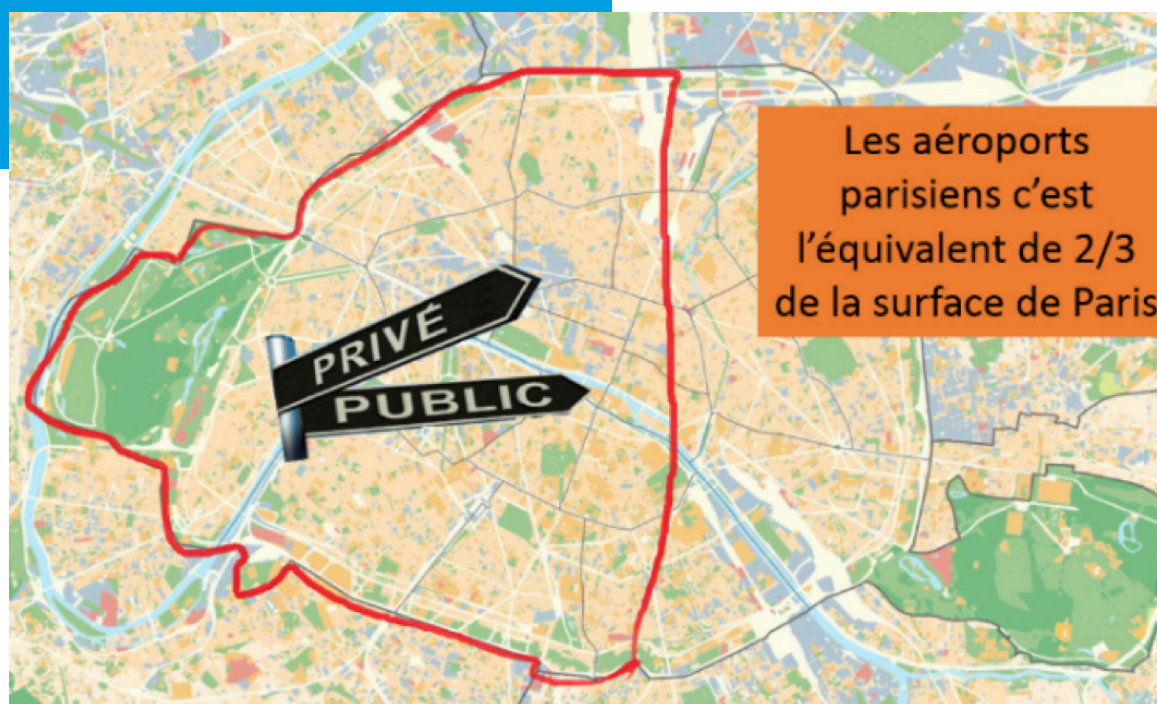 Les aéroports
parisiens c'est
l'équivalent de 2/3
de la surface de Paris
PRIVÉ
PUBLIC